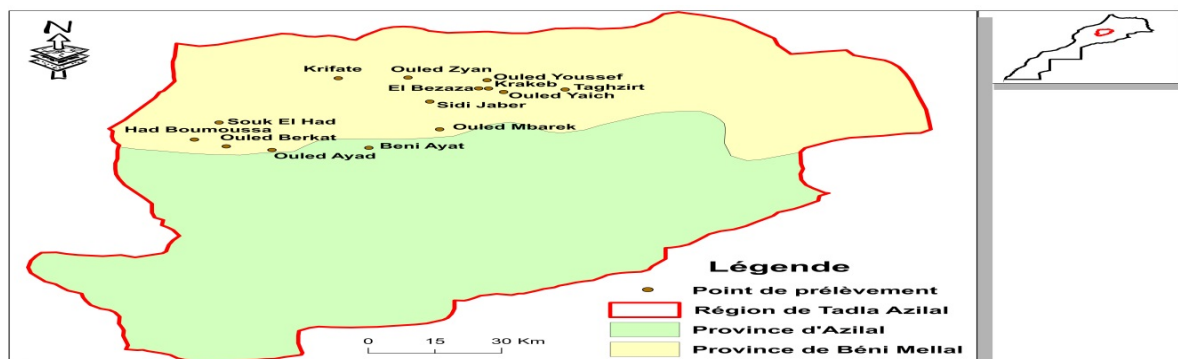 N
Krifate
Ouled Zyan
Ouled Youssef
El Bezaza
Krakeb
Taghzirt
Ouled Yaich
Sidi Jaber
Souk El Had
Had Boumoussa
Ouled Mbarek
Ouled Berkat
Ouled Ayad
Beni Ayat
Légende
Point de prélèvement
Région de Tadla Azilal
Province d'Azilal
Province de Béni Mellal
0 15 30 Km